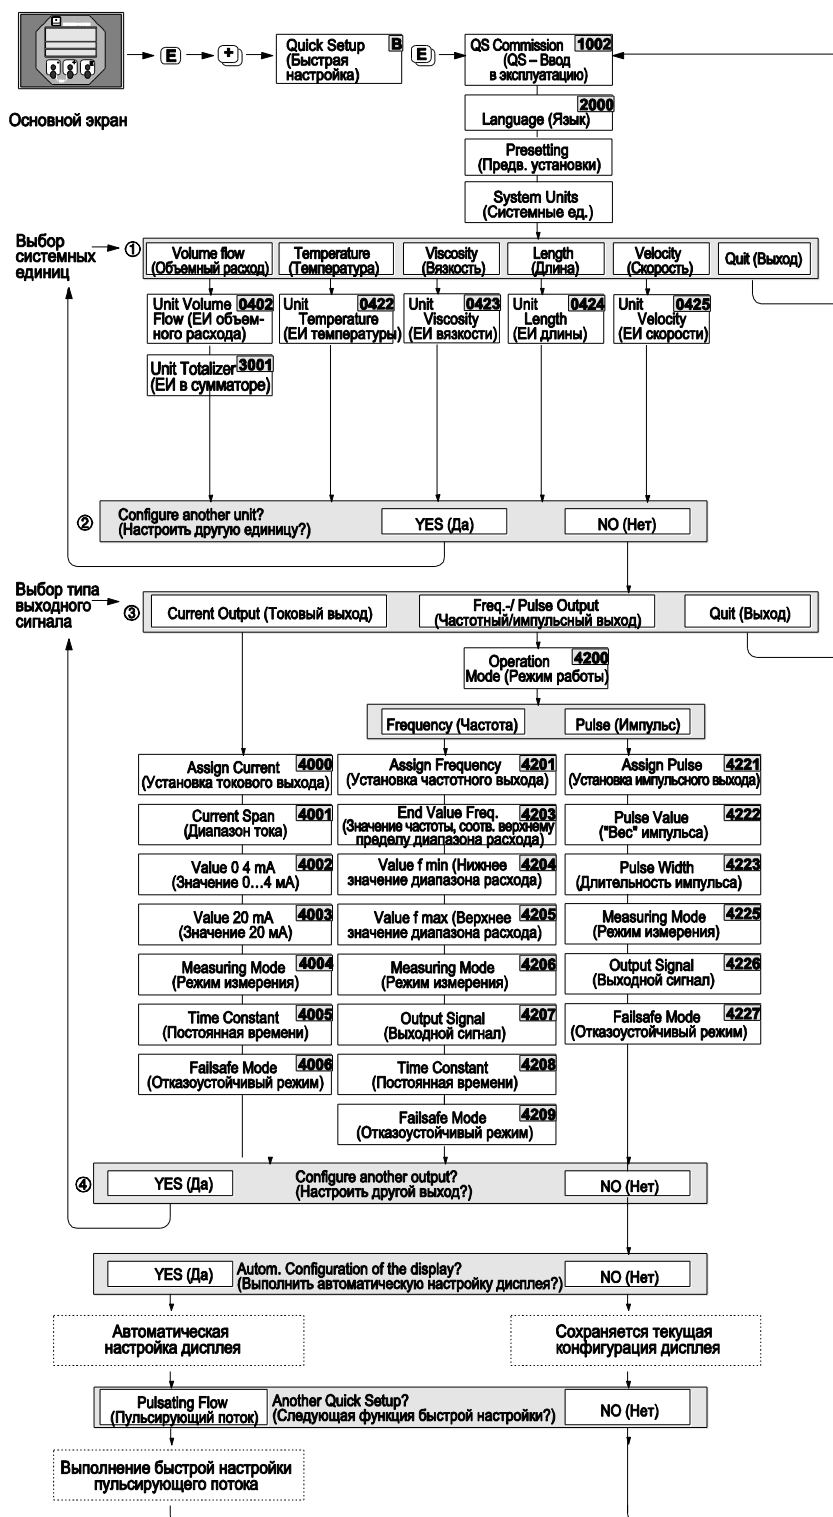 Основной экран
E
+
Quick Setup B
(Быстрая
настройка)
E
QS Commission 1002
(QS – Ввод
в эксплуатацию)
2000
Language (Язык)
Presetting
(Предв. установки)
System Units
(Системные ед.)
Выбор
системных
единиц
1
Volume flow
(Объемный расход)
Temperature
(Температура)
Viscosity
(Вязкость)
Length
(Длина)
Velocity
(Скорость)
Quit (Выход)
Unit Volume 0402
Flow (ЕИ объем-
ного расхода)
Unit 0422
Temperature
(ЕИ температуры)
Unit 0423
Viscosity
(ЕИ вязкости)
Unit 0424
Length
(ЕИ длины)
Unit 0425
Velocity
(ЕИ скорости)
Unit Totalizer 3001
(ЕИ в сумматоре)
2
Configure another unit?
(Настроить другую единицу?)
YES (Да)
NO (Нет)
Выбор типа
выходного
сигнала
3
Current Output (Токовый выход)
Freq.-/ Pulse Output
(Частотный/импульсный выход)
Quit (Выход)
Operation 4200
Mode (Режим работы)
Frequency (Частота)
Pulse (Импульс)
Assign Current 4000
(Установка токового выхода)
Current Span 4001
(Диапазон тока)
Value 0 4 mA 4002
(Значение 0...4 мА)
Value 20 mA 4003
(Значение 20 мА)
Measuring Mode 4004
(Режим измерения)
Time Constant 4005
(Постоянная времени)
Failsafe Mode 4006
(Отказоустойчивый режим)
Assign Frequency 4201
(Установка частотного выхода)
End Value Freq. 4203
(Значение частоты, соотв. верхнему
пределу диапазона расхода)
Value f min (Нижнее 4204
значение диапазона расхода)
Value f max (Верхнее 4205
значение диапазона расхода)
Measuring Mode 4206
(Режим измерения)
Output Signal 4207
(Выходной сигнал)
Time Constant 4208
(Постоянная времени)
Failsafe Mode 4209
(Отказоустойчивый режим)
Assign Pulse 4221
(Установка импульсного выхода)
Pulse Value 4222
("Вес" импульса)
Pulse Width 4223
(Длительность импульса)
Measuring Mode 4225
(Режим измерения)
Output Signal 4226
(Выходной сигнал)
Failsafe Mode 4227
(Отказоустойчивый режим)
4
YES (Да)
Configure another output?
(Настроить другой выход?)
NO (Нет)
YES (Да)
Autom. Configuration of the display?
(Выполнить автоматическую настройку дисплея?)
NO (Нет)
Автоматическая
настройка дисплея
Сохраняется текущая
конфигурация дисплея
Pulsating Flow
(Пульсирующий поток)
Another Quick Setup?
(Следующая функция быстрой настройки?)
NO (Нет)
Выполнение быстрой настройки
пульсирующего потока